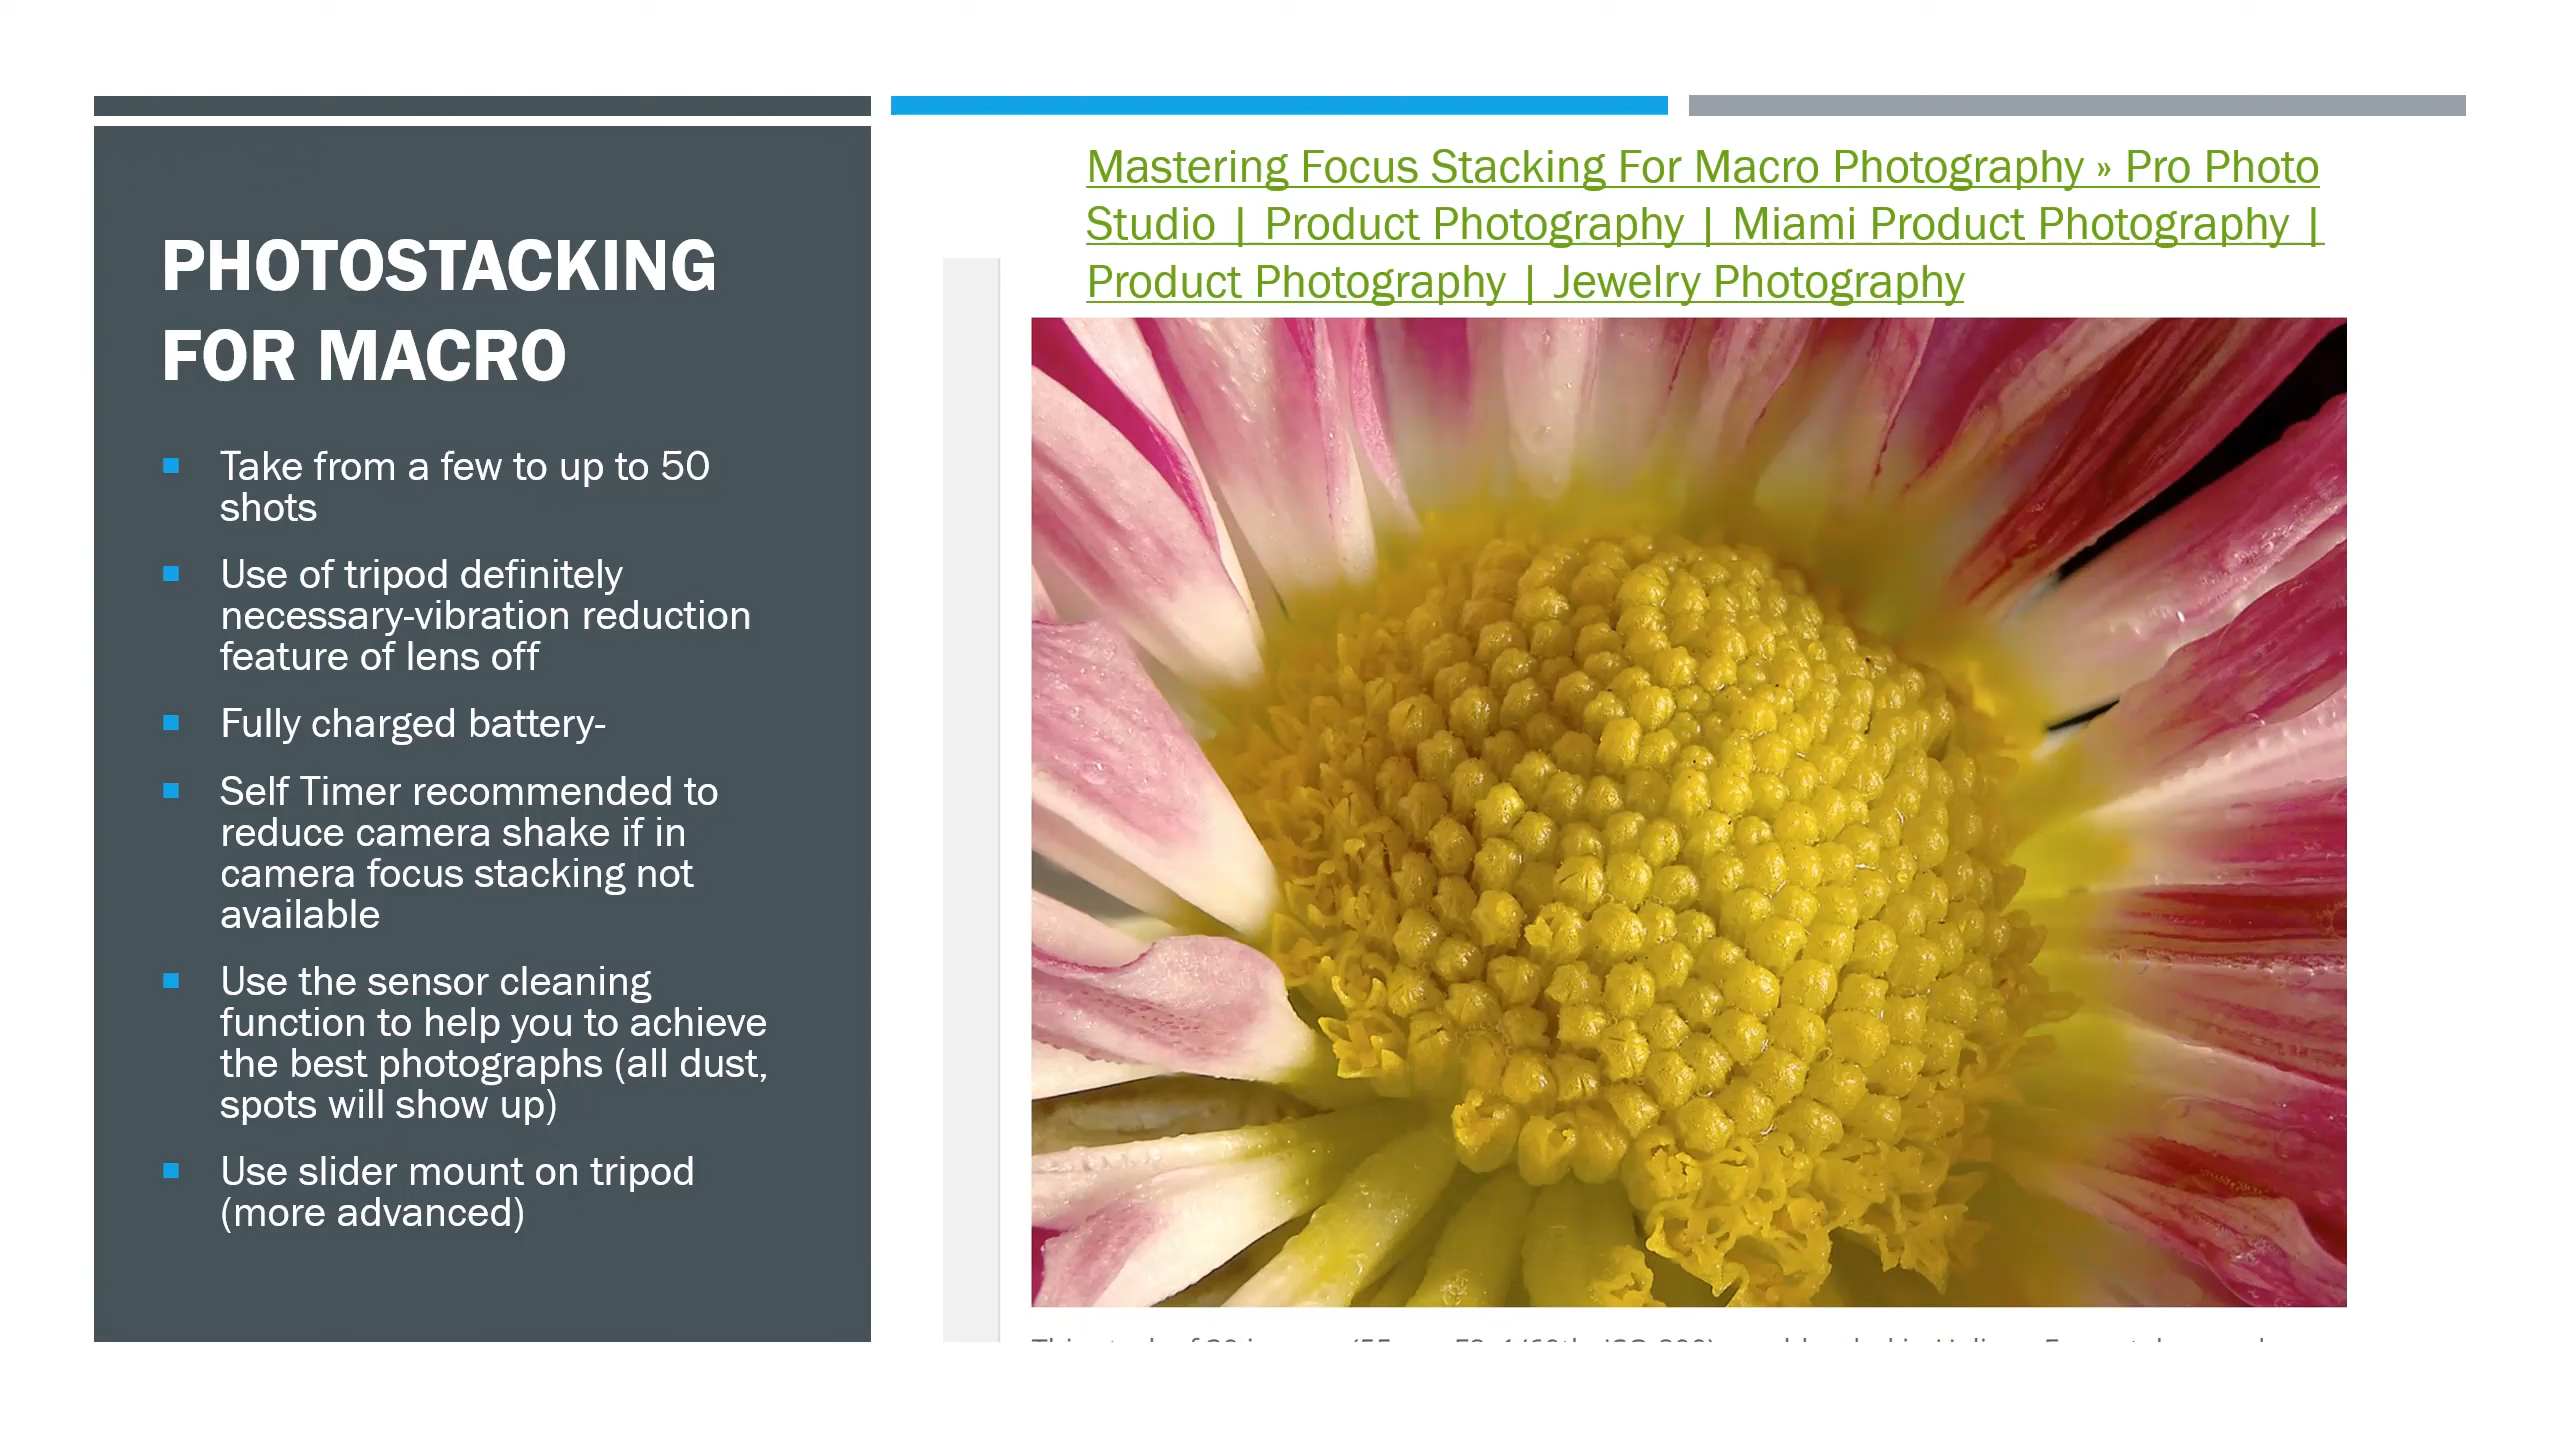 PHOTOSTACKING
FOR MACRO
Take from a few to up to 50
shots
Use of tripod definitely
necessary-vibration reduction
feature of lens off
Fully charged battery-
Self Timer recommended to
reduce camera shake if in
camera focus stacking not
available
Use the sensor cleaning
function to help you to achieve
the best photographs (all dust,
spots will show up)
Use slider mount on tripod
(more advanced)
Mastering Focus Stacking For Macro Photography » Pro Photo
Studio | Product Photography | Miami Product Photography |
Product Photography | Jewelry Photography